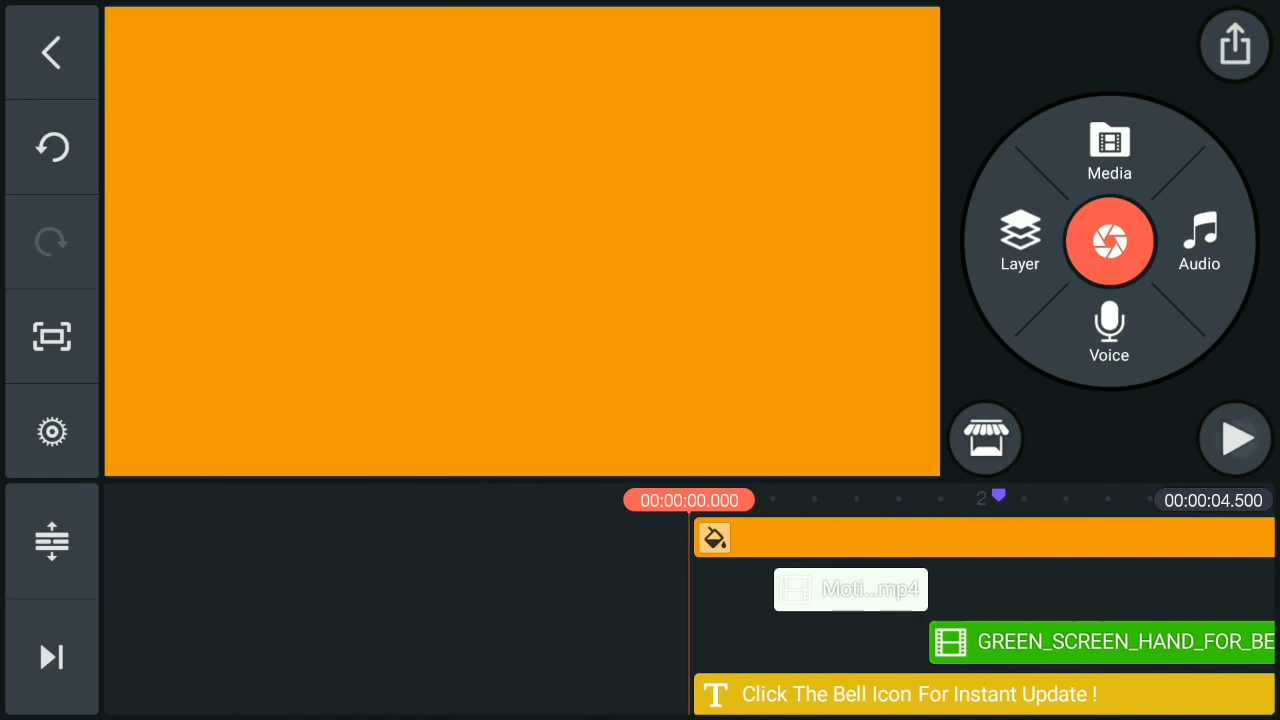 Media
Layer
Audio
Voice
00:00:00.000
2
00:00:04.500
Moti...mp4
GREEN_SCREEN_HAND_FOR_BE
T Click The Bell Icon For Instant Update !